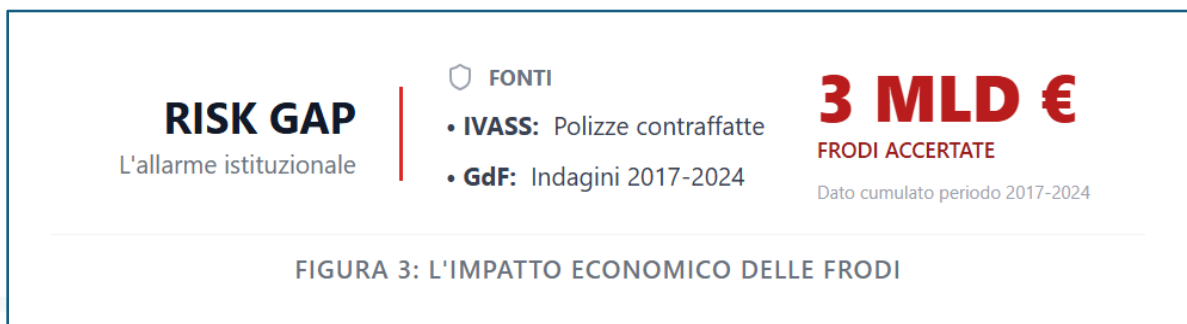 RISK GAP
L'allarme istituzionale
FONTI
• IVASS: Polizze contraffatte
• GdF: Indagini 2017-2024
3 MLD €
FRODI ACCERTATE
Dato cumulato periodo 2017-2024
FIGURA 3: L'IMPATTO ECONOMICO DELLE FRODI